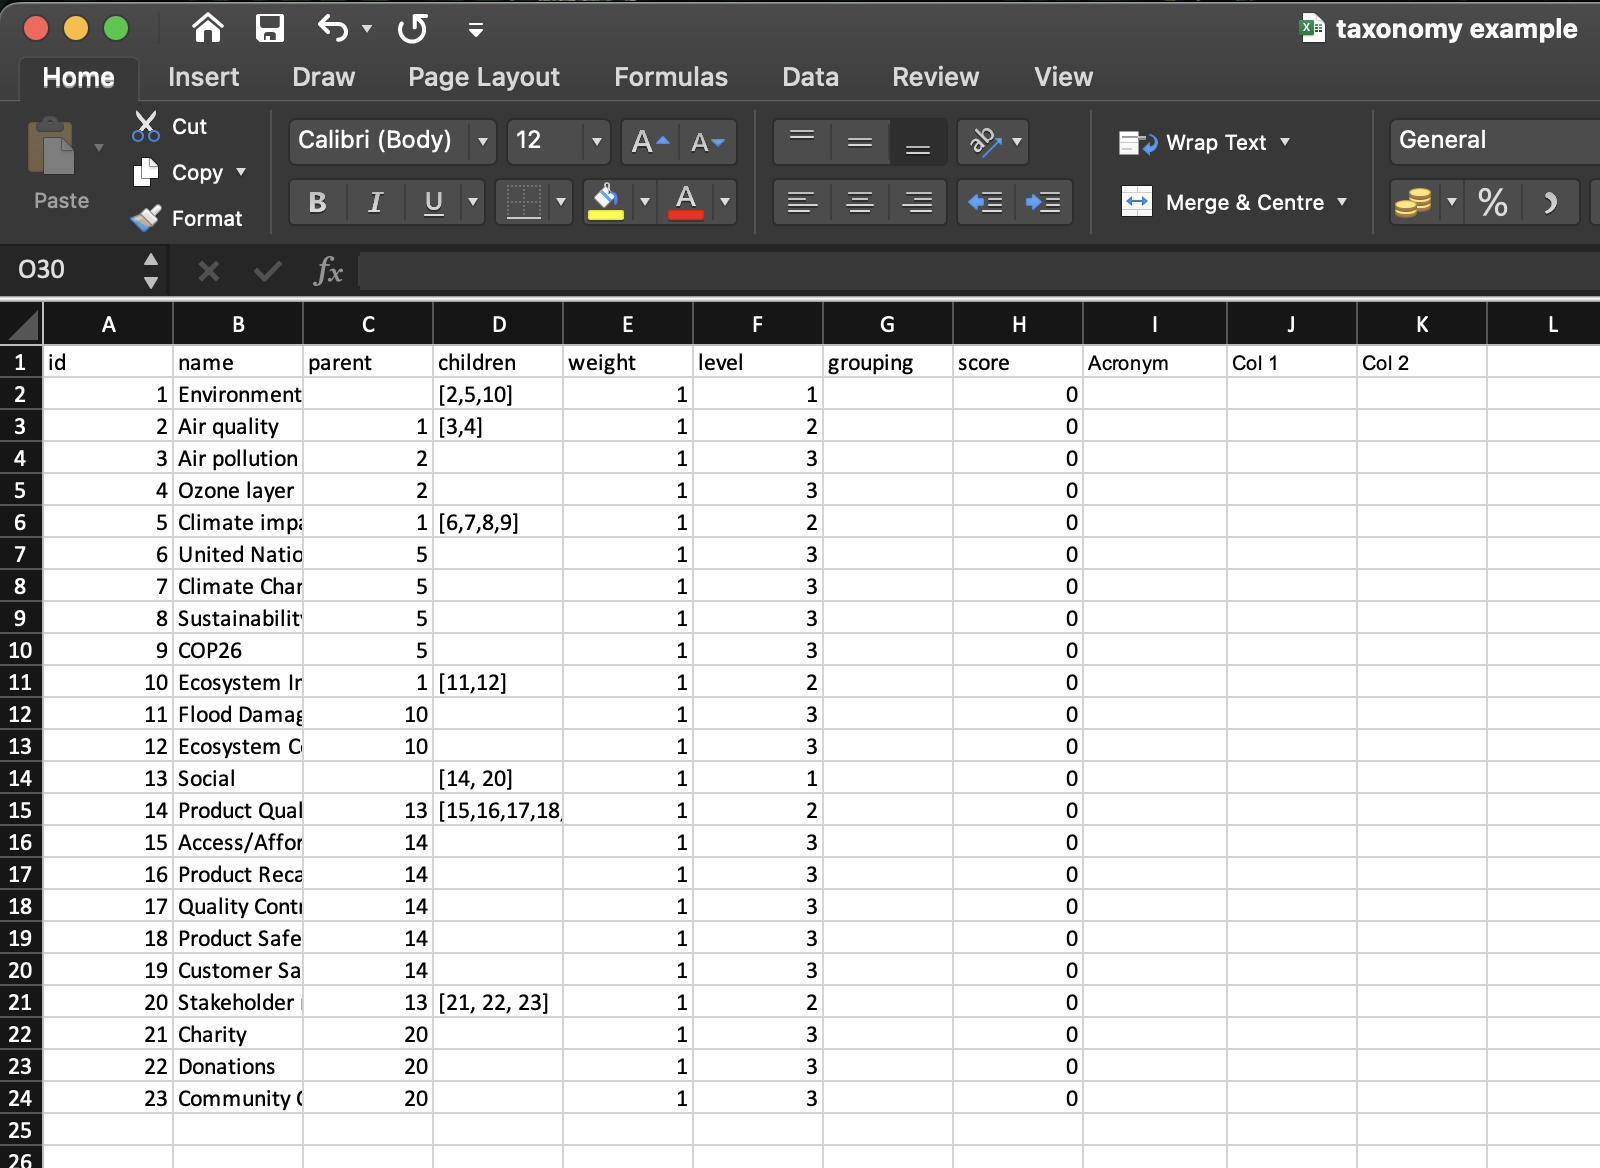 taxonomy example
Home Insert Draw Page Layout Formulas Data Review View
Paste Cut Copy Format
Calibri (Body) 12 A A
B I U A
ab Wrap Text Merge & Centre
General %
O30 fx
A B C D E F G H I J K L
1 id name parent children weight level grouping score Acronym Col 1 Col 2
2 1 Environment [2,5,10] 1 1 0
3 2 Air quality 1 [3,4] 1 2 0
4 3 Air pollution 2 1 3 0
5 4 Ozone layer 2 1 3 0
6 5 Climate impa 1 [6,7,8,9] 1 2 0
7 6 United Natio 5 1 3 0
8 7 Climate Char 5 1 3 0
9 8 Sustainability 5 1 3 0
10 9 COP26 5 1 3 0
11 10 Ecosystem Ir 1 [11,12] 1 2 0
12 11 Flood Damag 10 1 3 0
13 12 Ecosystem C 10 1 3 0
14 13 Social [14, 20] 1 1 0
15 14 Product Qual 13 [15,16,17,18, 1 2 0
16 15 Access/Affor 14 1 3 0
17 16 Product Reca 14 1 3 0
18 17 Quality Contr 14 1 3 0
19 18 Product Safe 14 1 3 0
20 19 Customer Sa 14 1 3 0
21 20 Stakeholder 13 [21, 22, 23] 1 2 0
22 21 Charity 20 1 3 0
23 22 Donations 20 1 3 0
24 23 Community 20 1 3 0
25
26